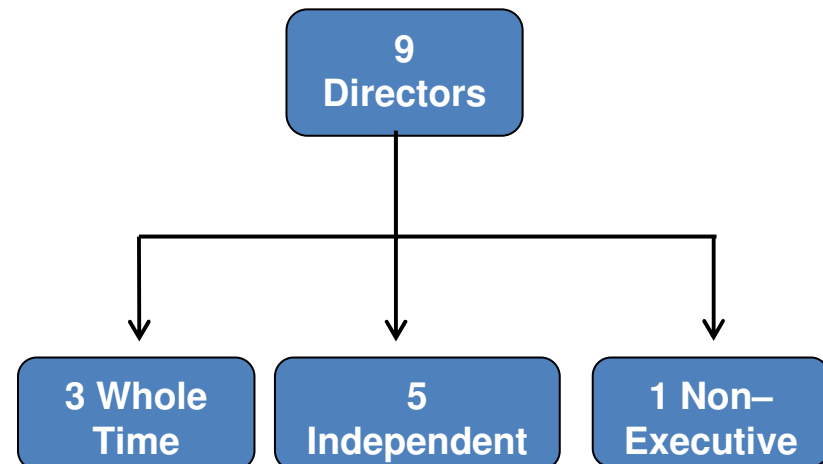 9
Directors
3 Whole
Time
5
Independent
1 Non–
Executive